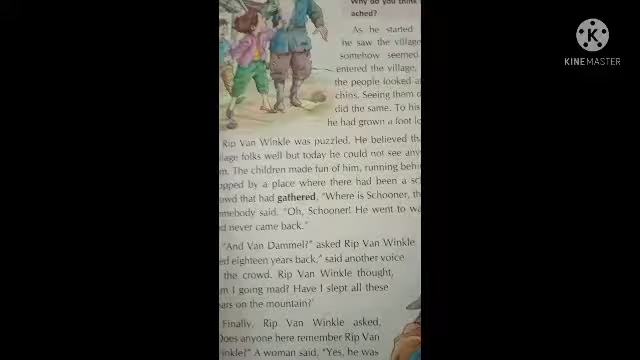 Why do you think
ached?
As he started
he saw the village
somehow seemed
entered the village,
the people looked a
chins. Seeing them d
did the same. To his
he had grown a foot lo
Rip Van Winkle was puzzled. He believed tha
lage folks well but today he could not see any
m. The children made fun of him, running behi
opped by a place where there had been a sc
owd that had gathered, "Where is Schooner, th
mebody said. "Oh, Schooner! He went to wa
d never came back."
"And Van Dammel?" asked Rip Van Winkle
ed eighteen years back," said another voice
the crowd. Rip Van Winkle thought,
m I going mad? Have I slept all these
ars on the mountain?'
Finally, Rip Van Winkle asked,
Does anyone here remember Rip Van
inkle?" A woman said, "Yes, he was
K
KINEMASTER